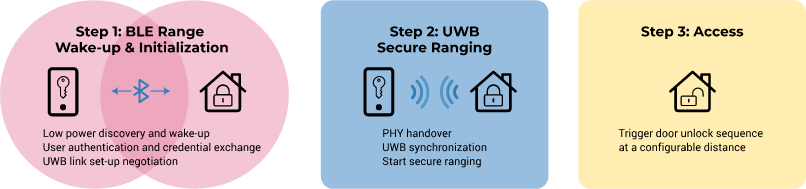 Step 1: BLE Range
Wake-up & Initialization
Low power discovery and wake-up
User authentication and credential exchange
UWB link set-up negotiation
Step 2: UWB
Secure Ranging
PHY handover
UWB synchronization
Start secure ranging
Step 3: Access
Trigger door unlock sequence
at a configurable distance